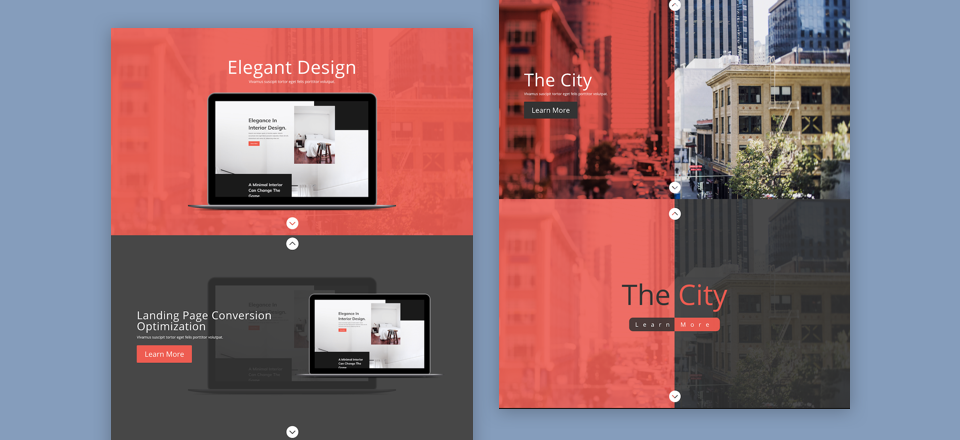 Elegant Design
Vivamus suscipit tortor eget felis porttitor volutpat.
Elegance In
Interior Design.
A Minimal Interior
Can Change The
Landing Page Conversion
Optimization
Vivamus suscipit tortor eget felis porttitor volutpat.
Learn More
Elegance In
Interior Design.
A Minimal Interior
Can Change The
The City
Vivamus suscipit tortor eget felis porttitor volutpat.
Learn More
The City
Learn More